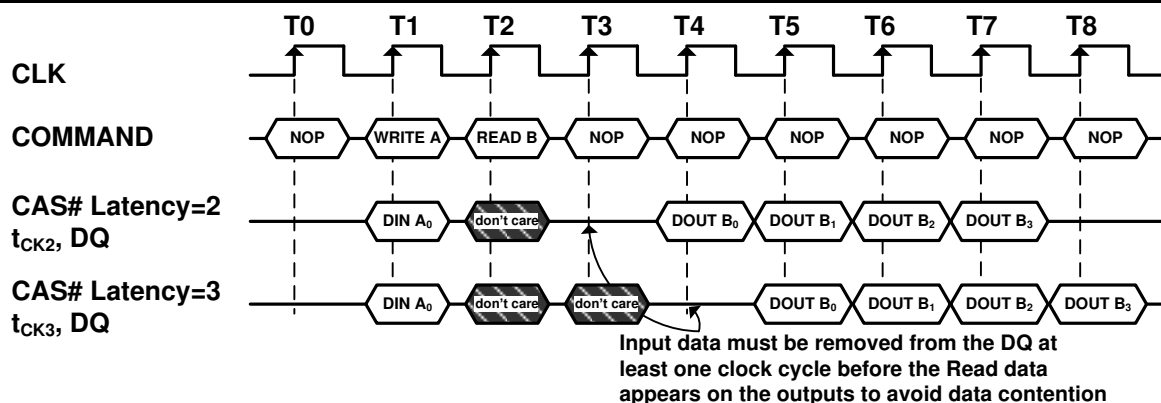 T0 T1 T2 T3 T4 T5 T6 T7 T8
CLK
COMMAND NOP WRITE A READ B NOP NOP NOP NOP NOP NOP
CAS# Latency=2
tCK2, DQ DIN A0 don't care DOUT B0 DOUT B1 DOUT B2 DOUT B3
CAS# Latency=3
tCK3, DQ DIN A0 don't care don't care DOUT B0 DOUT B1 DOUT B2 DOUT B3
Input data must be removed from the DQ at
least one clock cycle before the Read data
appears on the outputs to avoid data contention